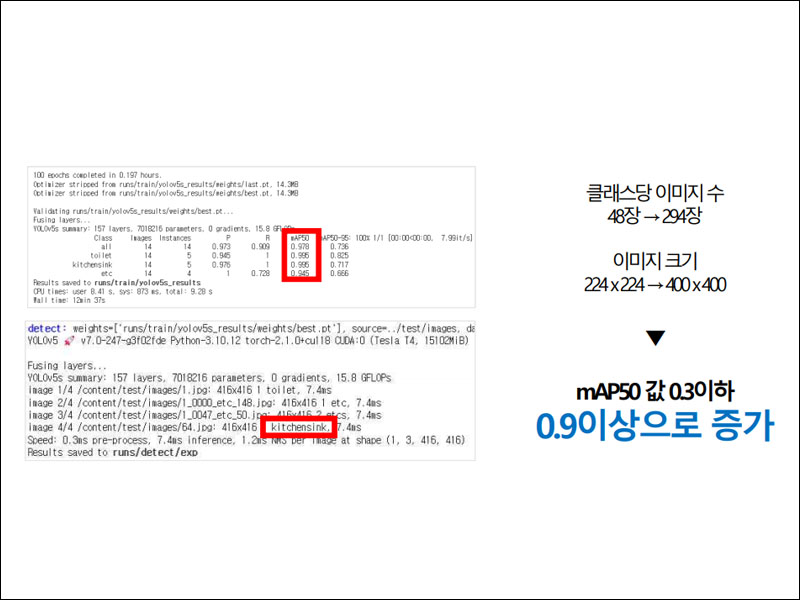 100 epochs completed in 0.197 hours.
Optimizer stripped from runs/train/yolov5s_results/weights/last.pt, 14.3MB
Optimizer stripped from runs/train/yolov5s_results/weights/best.pt, 14.3MB
Validating runs/train/yolov5s_results/weights/best.pt...
Fusing layers...
YOLOv5s summary: 157 layers, 7018216 parameters, 0 gradients, 15.8 GFLOPs
Class Images Instances P R mAP50 mAP50-95: 100% 1/1 [00:00<00:00, 7.99it/s]
all 14 14 0.973 0.909 0.978 0.736
toilet 14 5 0.945 1 0.995 0.825
kitchensink 14 5 0.976 1 0.995 0.717
etc 14 4 1 0.728 0.945 0.666
Results saved to runs/train/yolov5s_results
CPU times: user 8.41 s, sys: 873 ms, total: 9.28 s
Wall time: 12min 37s
detect: weights=['runs/train/yolov5s_results/weights/best.pt'], source=../test/images, da
YOLOv5 🚀 v7.0-247-g3f02fde Python-3.10.12 torch-2.1.0+cu118 CUDA:0 (Tesla T4, 15102MiB)
Fusing layers...
YOLOv5s summary: 157 layers, 7018216 parameters, 0 gradients, 15.8 GFLOPs
image 1/4 /content/test/images/1.jpg: 416x416 1 toilet, 7.4ms
image 2/4 /content/test/images/1_0000_etc_148.jpg: 416x416 1 etc, 7.4ms
image 3/4 /content/test/images/1_0047_etc_50.jpg: 416x416 2 etcs, 7.4ms
image 4/4 /content/test/images/64.jpg: 416x416 kitchensink, 7.4ms
Speed: 0.3ms pre-process, 7.4ms inference, 1.2ms NMS per image at shape (1, 3, 416, 416)
Results saved to runs/detect/exp
클래스당 이미지 수
48장 → 294장
이미지 크기
224 x 224 → 400 x 400
▼
mAP50 값 0.3이하
0.9이상으로 증가